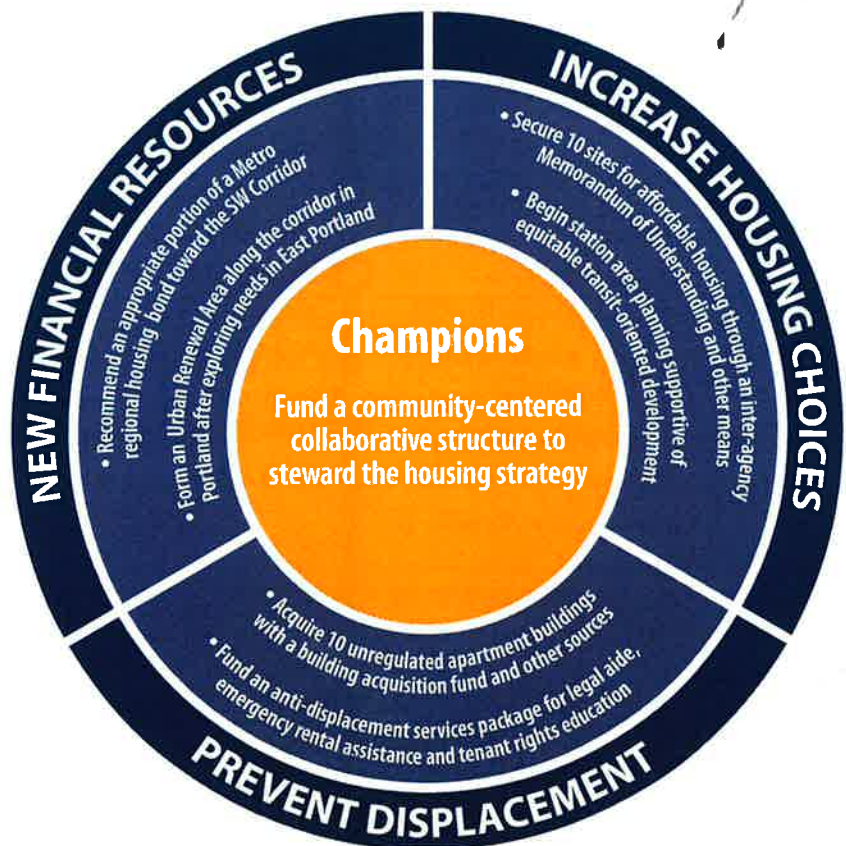 NEW FINANCIAL RESOURCES
• Recommend an appropriate portion of a Metro
regional housing bond toward the SW Corridor
• Form an Urban Renewal Area along the corridor in
Portland after exploring needs in East Portland
INCREASE HOUSING CHOICES
• Secure 10 sites for affordable housing through an inter-agency
Memorandum of Understanding and other means
• Begin station area planning supportive of
equitable transit-oriented development
Champions
Fund a community-centered
collaborative structure to
steward the housing strategy
• Acquire 10 unregulated apartment buildings
with a building acquisition fund and other sources
• Fund an anti-displacement services package for legal aide,
emergency rental assistance and tenant rights education
PREVENT DISPLACEMENT